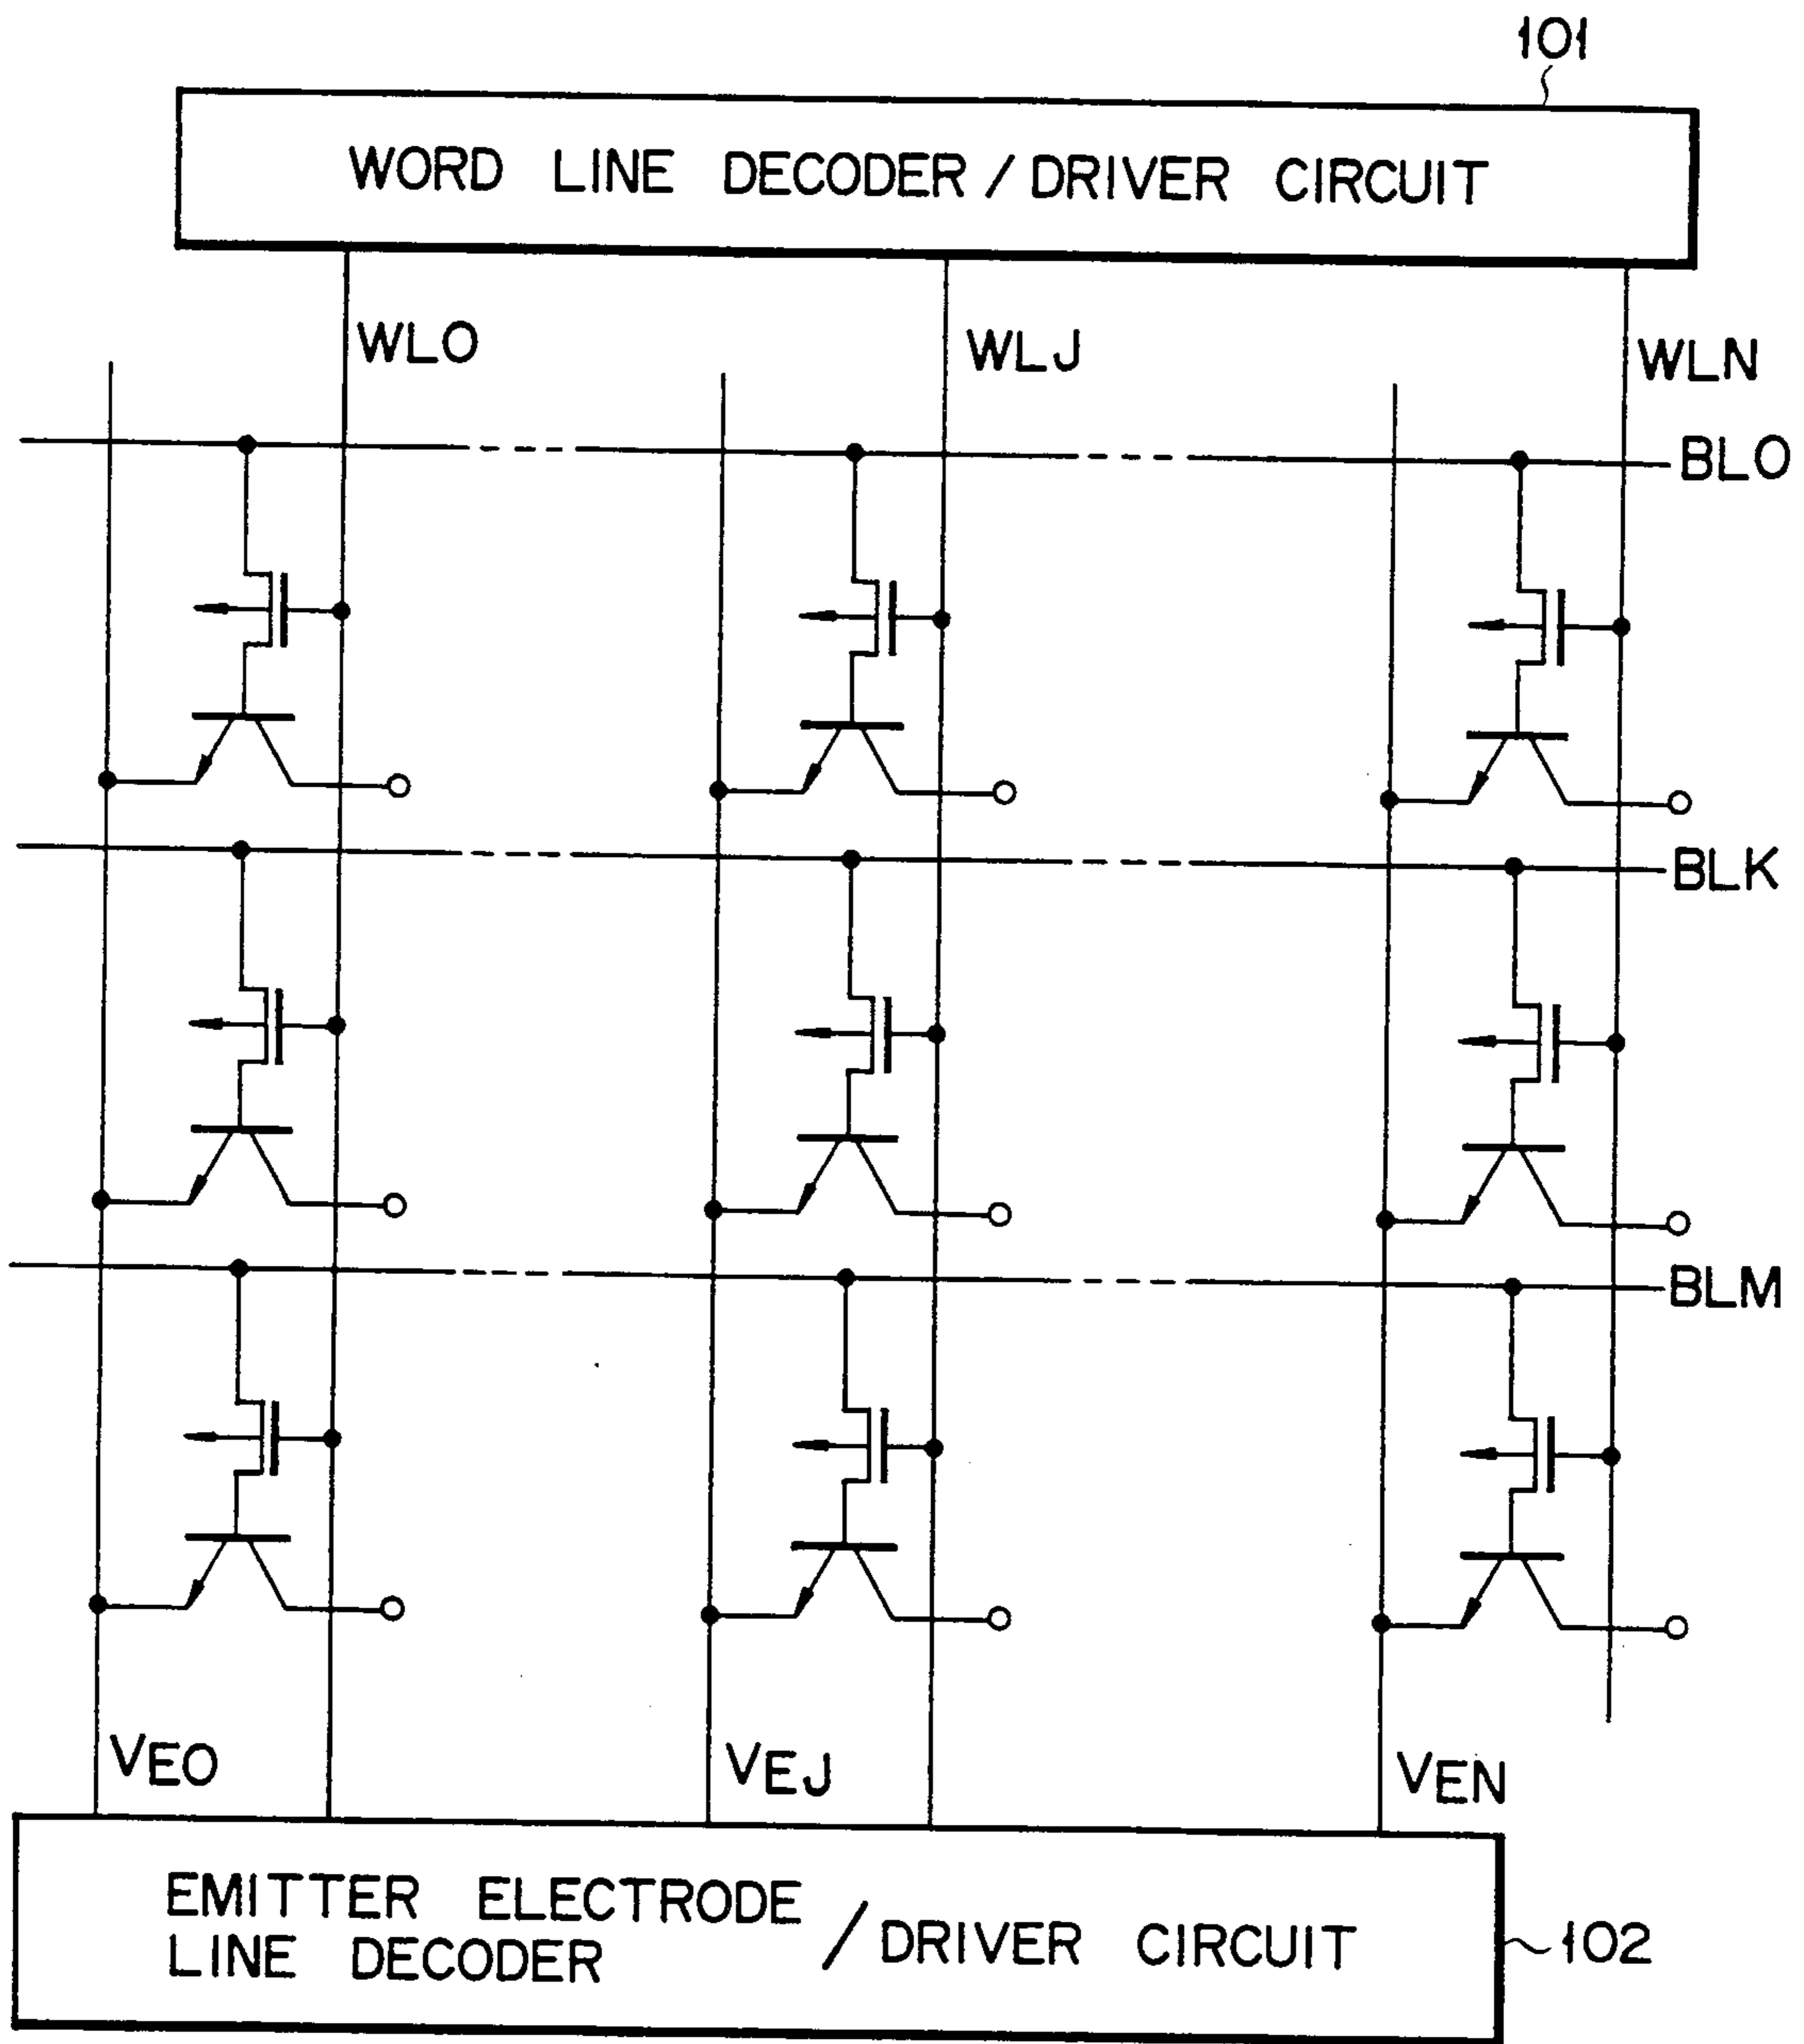 101
WORD LINE DECODER / DRIVER CIRCUIT
WLO
WLJ
WLN
BLO
BLK
BLM
VEO
VEJ
VEN
EMITTER ELECTRODE
LINE DECODER
/ DRIVER CIRCUIT
102